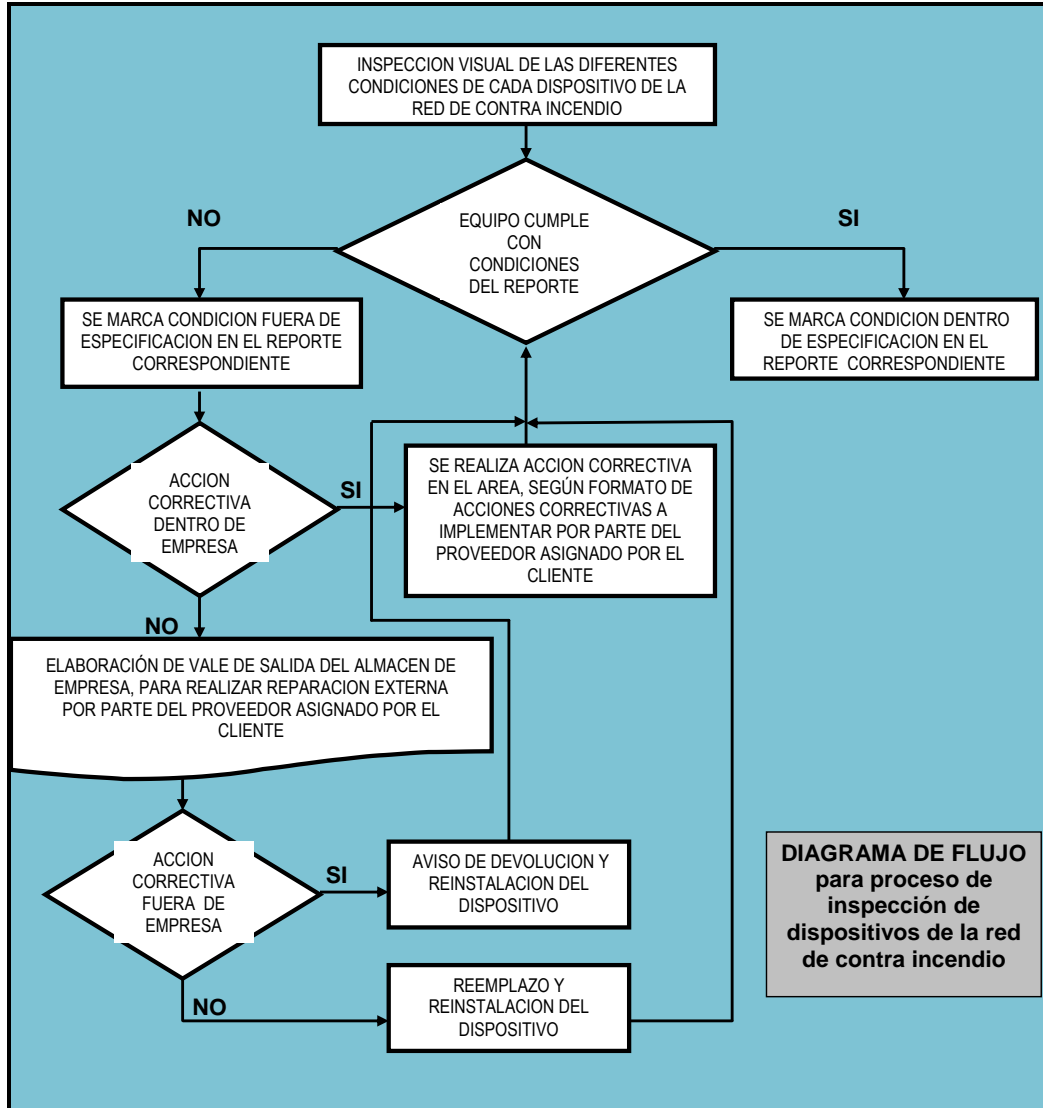 INSPECCION VISUAL DE LAS DIFERENTES
CONDICIONES DE CADA DISPOSITIVO DE LA
RED DE CONTRA INCENDIO
NO
SI
EQUIPO CUMPLE
CON
CONDICIONES
DEL REPORTE
SE MARCA CONDICION FUERA DE
ESPECIFICACION EN EL REPORTE
CORRESPONDIENTE
SE MARCA CONDICION DENTRO
DE ESPECIFICACION EN EL
REPORTE CORRESPONDIENTE
ACCION
CORRECTIVA
DENTRO DE
EMPRESA
SI
SE REALIZA ACCION CORRECTIVA
EN EL AREA, SEGÚN FORMATO DE
ACCIONES CORRECTIVAS A
IMPLEMENTAR POR PARTE DEL
PROVEEDOR ASIGNADO POR EL
CLIENTE
NO
ELABORACIÓN DE VALE DE SALIDA DEL ALMACEN DE
EMPRESA, PARA REALIZAR REPARACION EXTERNA
POR PARTE DEL PROVEEDOR ASIGNADO POR EL
CLIENTE
ACCION
CORRECTIVA
FUERA DE
EMPRESA
SI
AVISO DE DEVOLUCION Y
REINSTALACION DEL
DISPOSITIVO
NO
REEMPLAZO Y
REINSTALACION DEL
DISPOSITIVO
DIAGRAMA DE FLUJO
para proceso de
inspección de
dispositivos de la red
de contra incendio